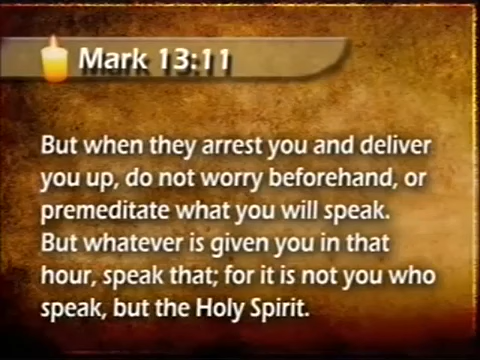 Mark 13:11
But when they arrest you and deliver
you up, do not worry beforehand, or
premeditate what you will speak.
But whatever is given you in that
hour, speak that; for it is not you who
speak, but the Holy Spirit.